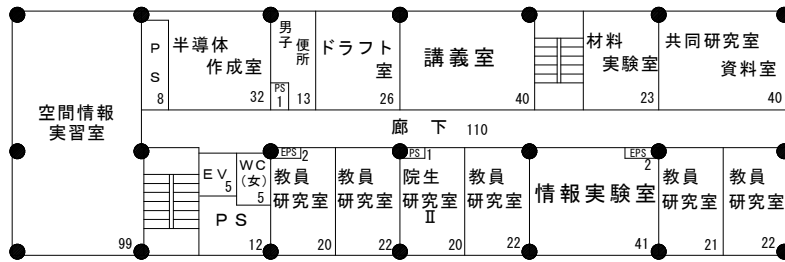 空間情報
実習室
99
PS
8
半導体
作成室
32
男子
便所
PS
1
13
ドラフト
室
26
講義室
40
材料
実験室
23
共同研究室
資料室
40
廊下 110
EV
5
WC
(女)
5
PS
12
EPS 2
教員
研究室
20
教員
研究室
22
PS 1
院生
研究室
Ⅱ
20
教員
研究室
22
EPS
2
情報実験室
41
教員
研究室
21
教員
研究室
22